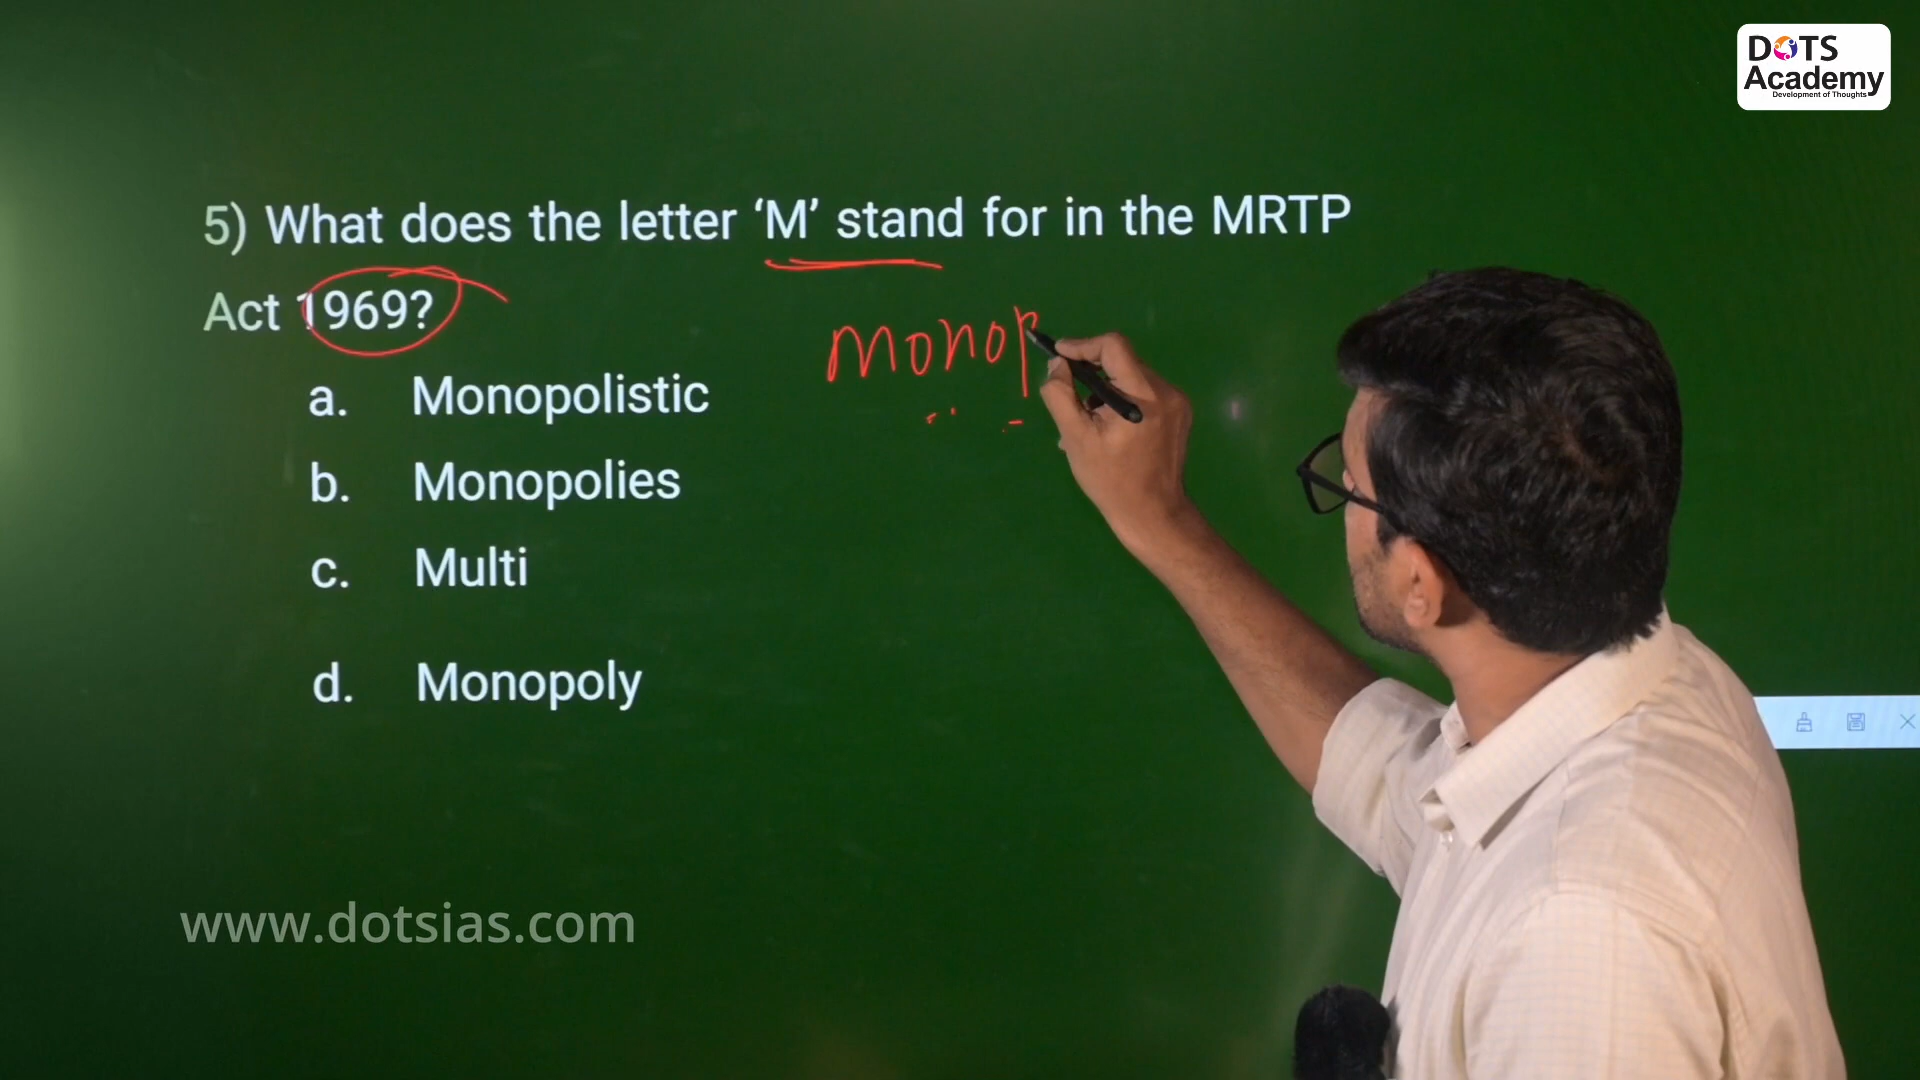 DOTS
Academy
Development of Thoughts
5) What does the letter ‘M’ stand for in the MRTP
Act 1969?
monop
a. Monopolistic
b. Monopolies
c. Multi
d. Monopoly
www.dotsias.com